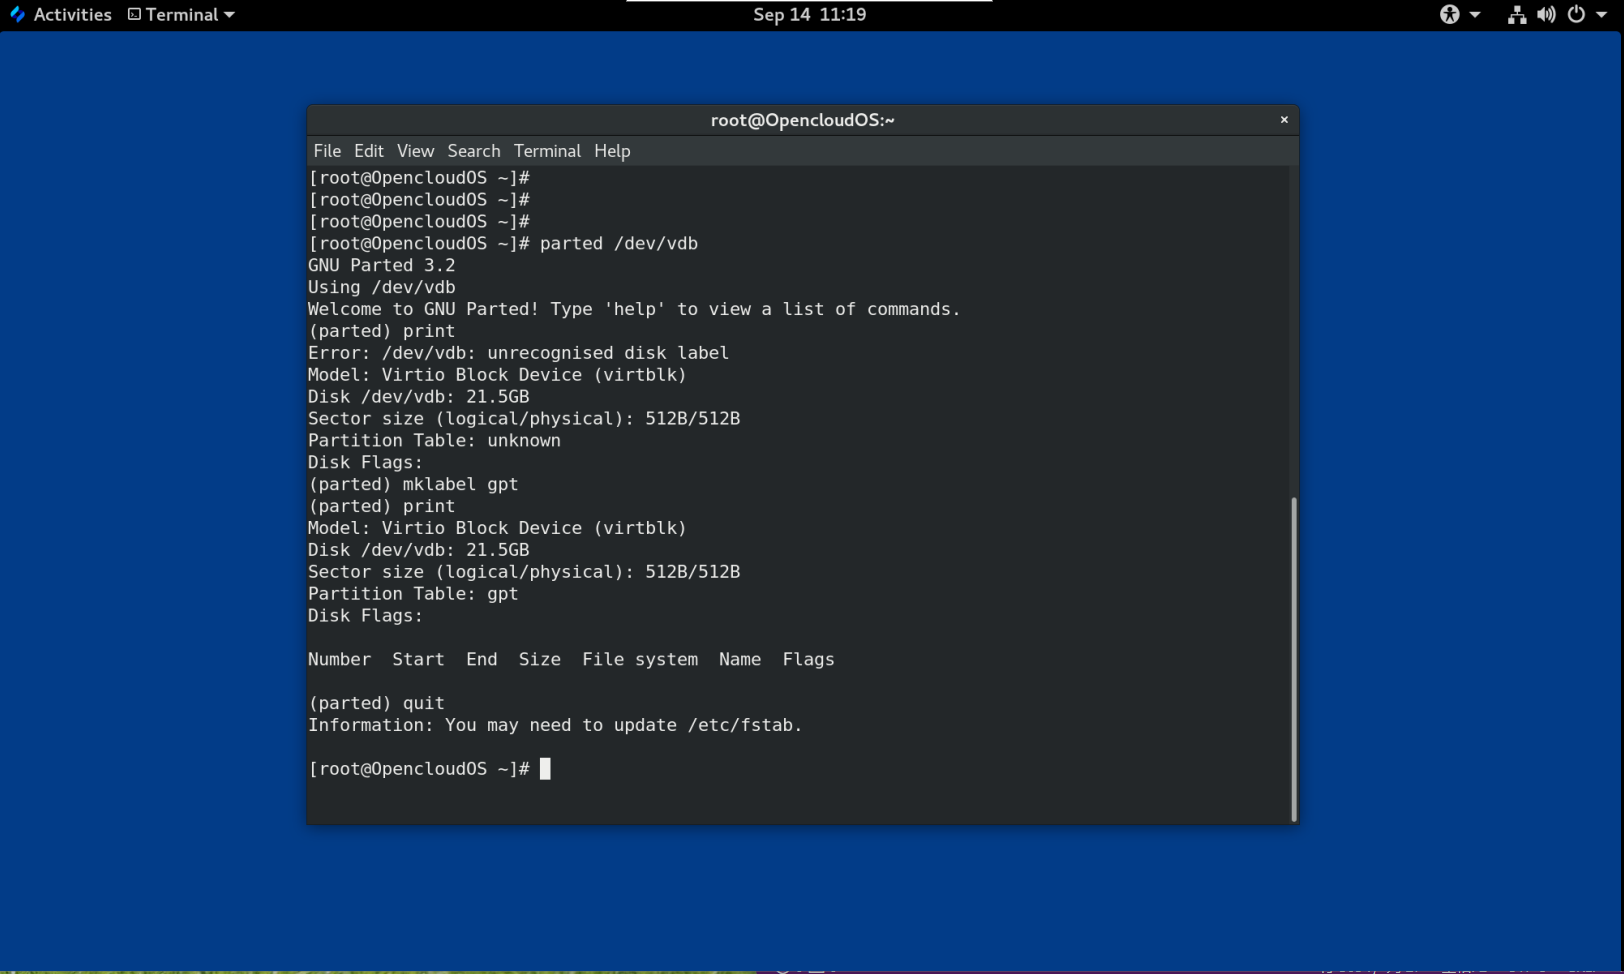 Activities Terminal Sep 14 11:19
root@OpencloudOS:~ ×
File Edit View Search Terminal Help
[root@OpencloudOS ~]#
[root@OpencloudOS ~]#
[root@OpencloudOS ~]#
[root@OpencloudOS ~]# parted /dev/vdb
GNU Parted 3.2
Using /dev/vdb
Welcome to GNU Parted! Type 'help' to view a list of commands.
(parted) print
Error: /dev/vdb: unrecognised disk label
Model: Virtio Block Device (virtblk)
Disk /dev/vdb: 21.5GB
Sector size (logical/physical): 512B/512B
Partition Table: unknown
Disk Flags:
(parted) mklabel gpt
(parted) print
Model: Virtio Block Device (virtblk)
Disk /dev/vdb: 21.5GB
Sector size (logical/physical): 512B/512B
Partition Table: gpt
Disk Flags:
Number Start End Size File system Name Flags
(parted) quit
Information: You may need to update /etc/fstab.
[root@OpencloudOS ~]#